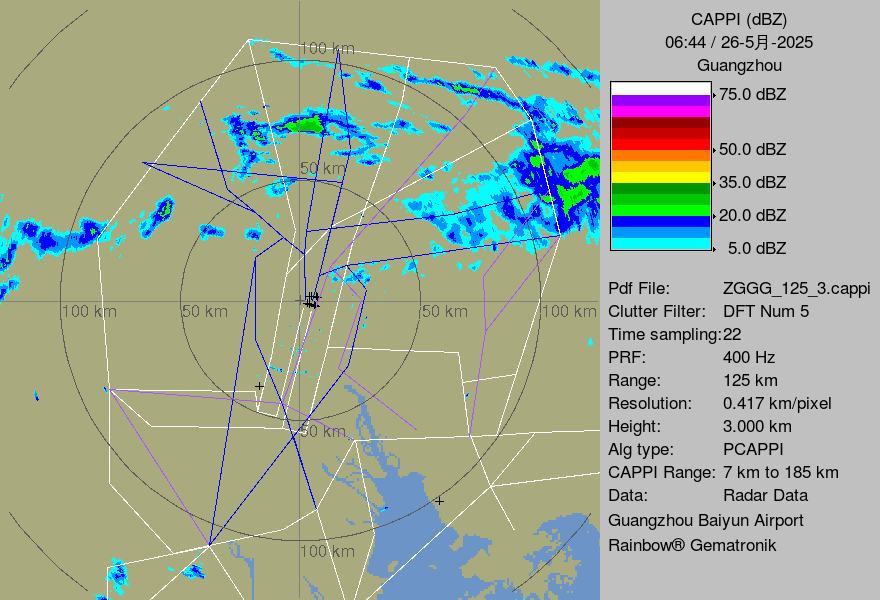 CAPPI (dBZ)
06:44 / 26-5月-2025
Guangzhou
75.0 dBZ
50.0 dBZ
35.0 dBZ
20.0 dBZ
5.0 dBZ
Pdf File: ZGGG_125_3.cappi
Clutter Filter: DFT Num 5
Time sampling:22
PRF: 400 Hz
Range: 125 km
Resolution: 0.417 km/pixel
Height: 3.000 km
Alg type: PCAPPI
CAPPI Range: 7 km to 185 km
Data: Radar Data
Guangzhou Baiyun Airport
Rainbow® Gematronik
100 km
50 km
100 km
50 km
50 km
100 km
50 km
100 km